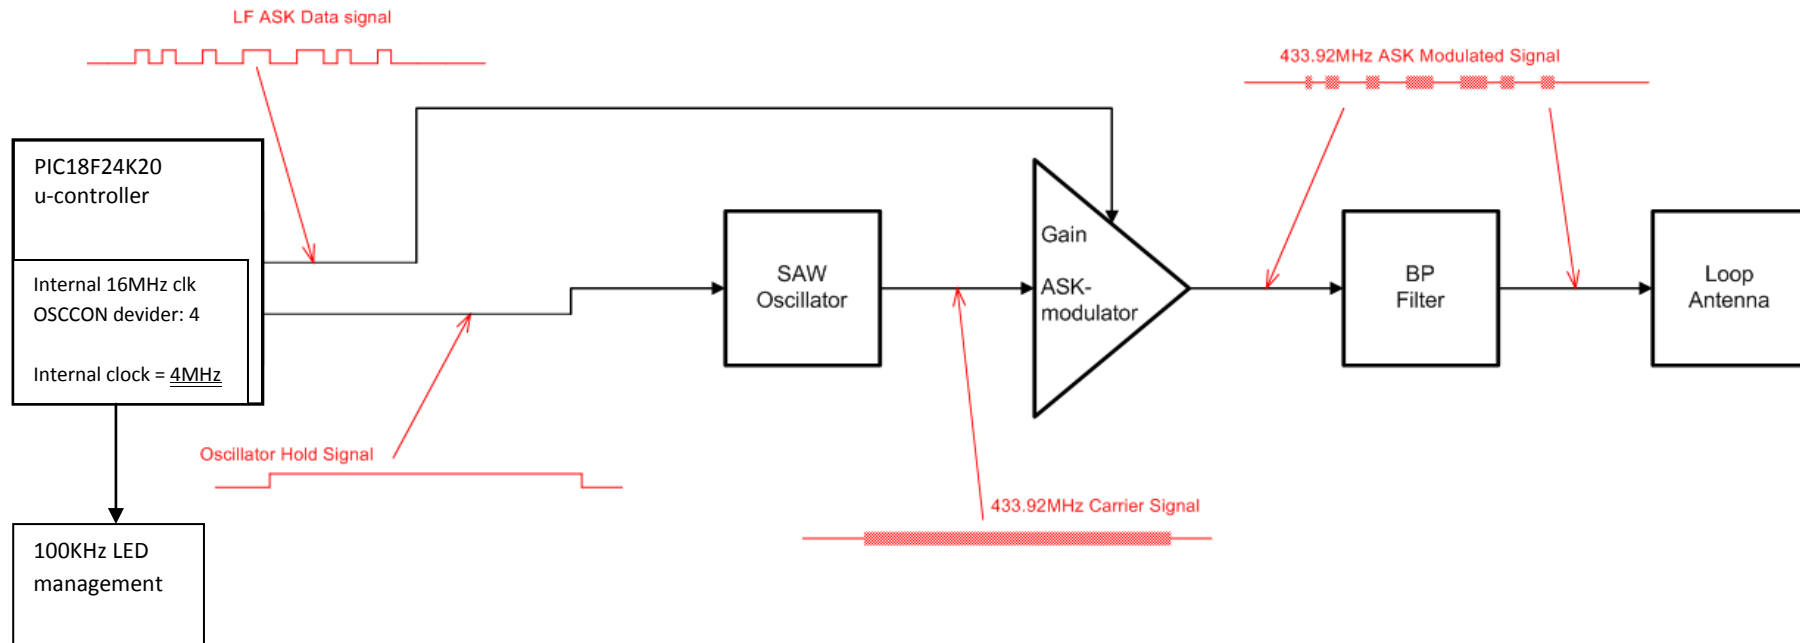 LF ASK Data signal
433.92MHz ASK Modulated Signal
PIC18F24K20
u-controller
Internal 16MHz clk
OSCCON devider: 4
Internal clock = 4MHz
SAW
Oscillator
Gain
ASK-
modulator
BP
Filter
Loop
Antenna
Oscillator Hold Signal
433.92MHz Carrier Signal
100KHz LED
management